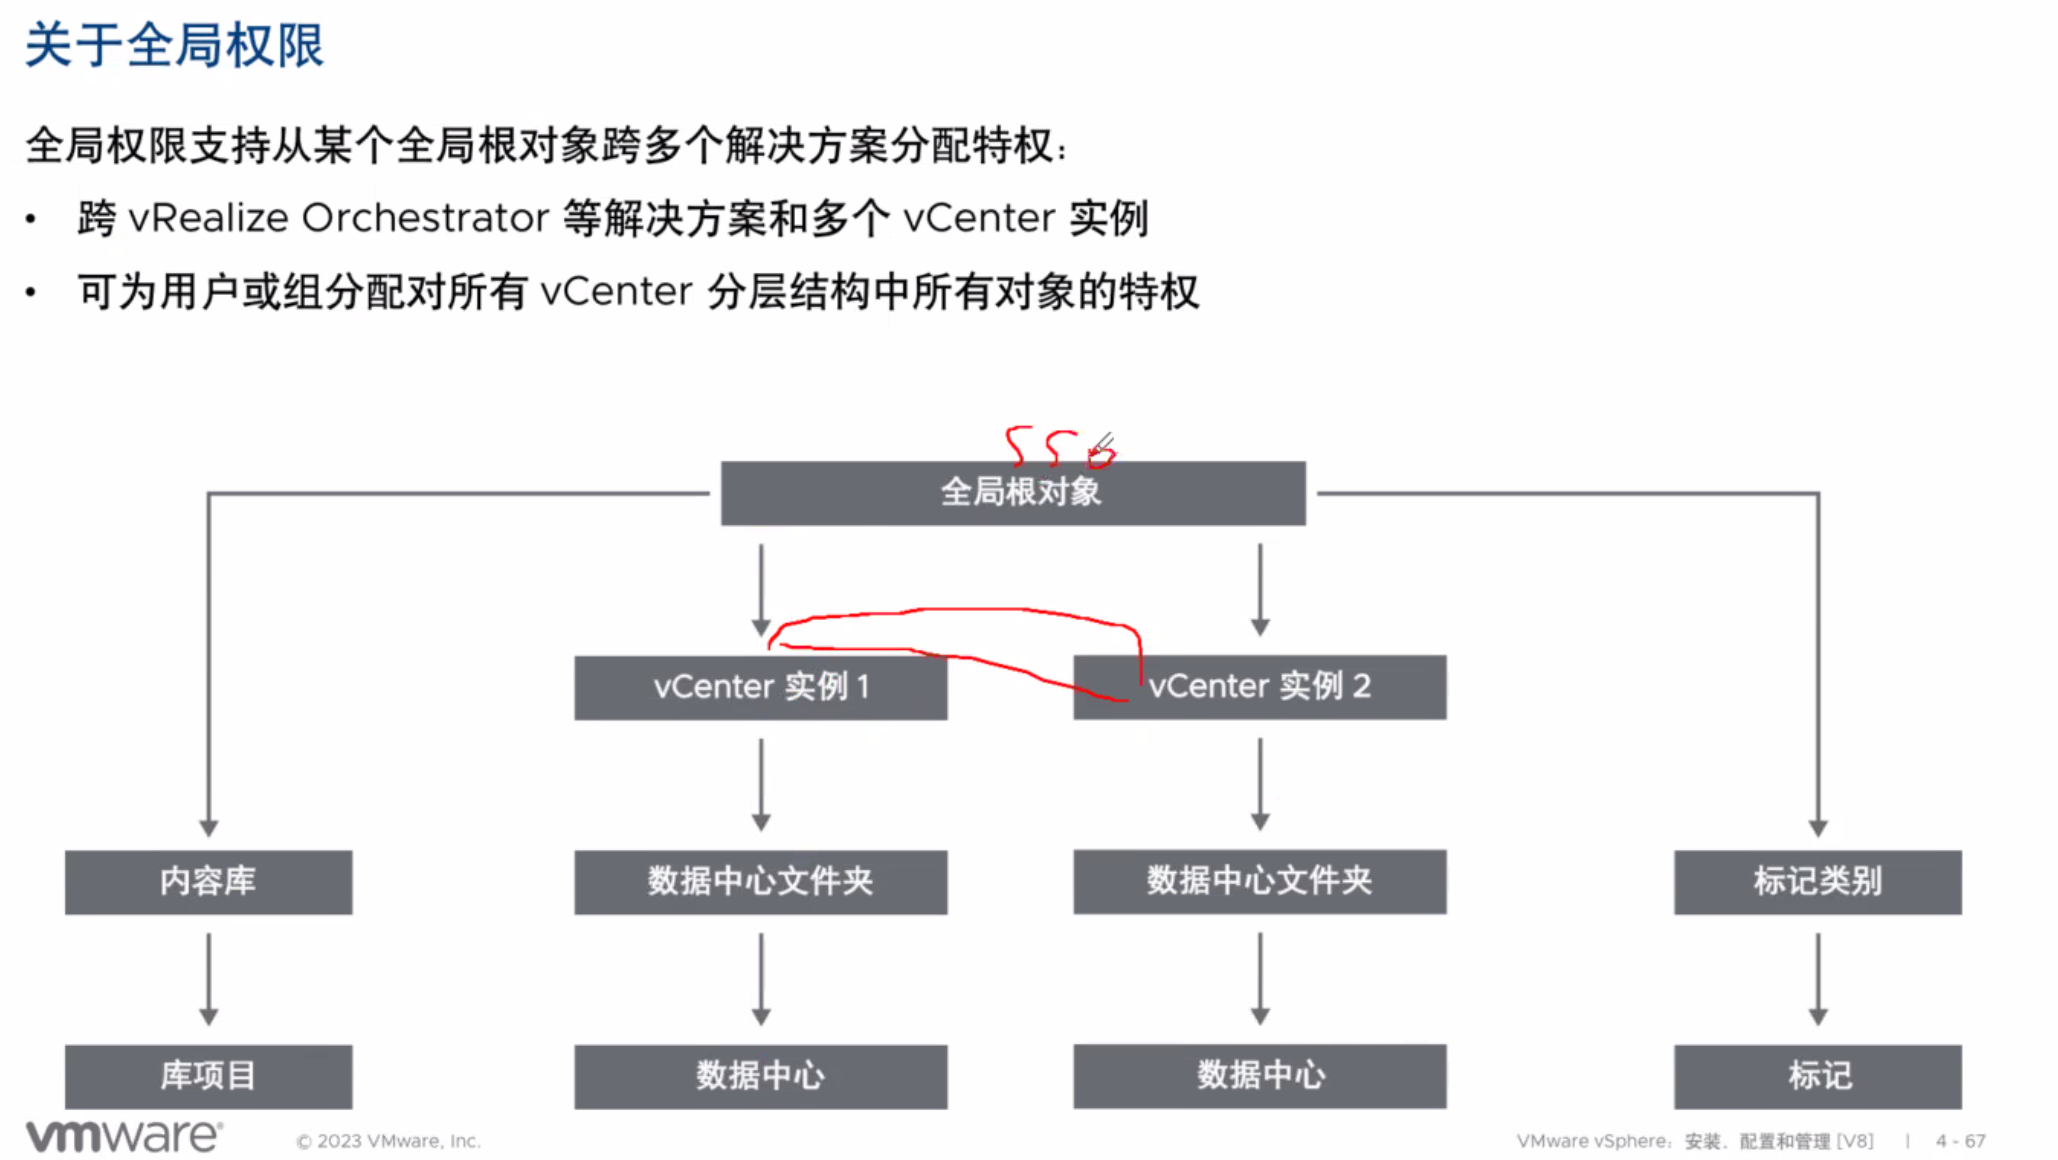 关于全局权限
全局权限支持从某个全局根对象跨多个解决方案分配特权：
• 跨 vRealize Orchestrator 等解决方案和多个 vCenter 实例
• 可为用户或组分配对所有 vCenter 分层结构中所有对象的特权
SSO
全局根对象
vCenter 实例 1
vCenter 实例 2
内容库
数据中心文件夹
数据中心文件夹
标记类别
库项目
数据中心
数据中心
标记
vmware®
© 2023 VMware, Inc.
VMware vSphere：安装、配置和管理 [V8] | 4 - 67